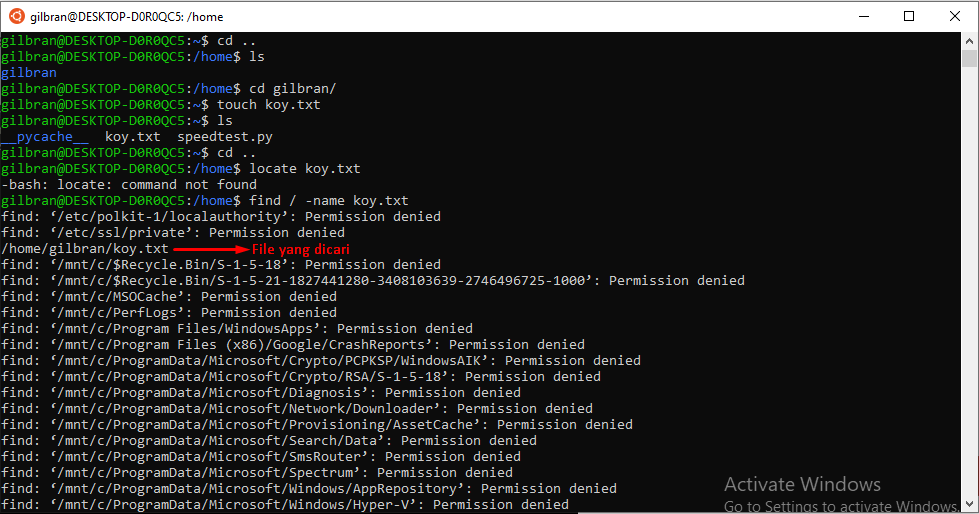 gilbran@DESKTOP-D0R0QC5: /home
gilbran@DESKTOP-D0R0QC5:~$ cd ..
gilbran@DESKTOP-D0R0QC5:/home$ ls
gilbran
gilbran@DESKTOP-D0R0QC5:/home$ cd gilbran/
gilbran@DESKTOP-D0R0QC5:~$ touch koy.txt
gilbran@DESKTOP-D0R0QC5:~$ ls
__pycache__  koy.txt  speedtest.py
gilbran@DESKTOP-D0R0QC5:~$ cd ..
gilbran@DESKTOP-D0R0QC5:/home$ locate koy.txt
-bash: locate: command not found
gilbran@DESKTOP-D0R0QC5:/home$ find / -name koy.txt
find: ‘/etc/polkit-1/localauthority’: Permission denied
find: ‘/etc/ssl/private’: Permission denied
/home/gilbran/koy.txt File yang dicari
find: ‘/mnt/c/$Recycle.Bin/S-1-5-18’: Permission denied
find: ‘/mnt/c/$Recycle.Bin/S-1-5-21-1827441280-3408103639-2746496725-1000’: Permission denied
find: ‘/mnt/c/MSOCache’: Permission denied
find: ‘/mnt/c/PerfLogs’: Permission denied
find: ‘/mnt/c/Program Files/WindowsApps’: Permission denied
find: ‘/mnt/c/Program Files (x86)/Google/CrashReports’: Permission denied
find: ‘/mnt/c/ProgramData/Microsoft/Crypto/PCPKSP/WindowsAIK’: Permission denied
find: ‘/mnt/c/ProgramData/Microsoft/Crypto/RSA/S-1-5-18’: Permission denied
find: ‘/mnt/c/ProgramData/Microsoft/Diagnosis’: Permission denied
find: ‘/mnt/c/ProgramData/Microsoft/Network/Downloader’: Permission denied
find: ‘/mnt/c/ProgramData/Microsoft/Provisioning/AssetCache’: Permission denied
find: ‘/mnt/c/ProgramData/Microsoft/Search/Data’: Permission denied
find: ‘/mnt/c/ProgramData/Microsoft/SmsRouter’: Permission denied
find: ‘/mnt/c/ProgramData/Microsoft/Spectrum’: Permission denied
find: ‘/mnt/c/ProgramData/Microsoft/Windows/AppRepository’: Permission denied
find: ‘/mnt/c/ProgramData/Microsoft/Windows/Hyper-V’: Permission denied
Activate Windows
Go to Settings to activate Windows.